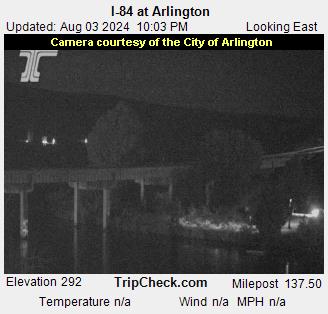 I-84 at Arlington
Updated: Aug 03 2024 10:03 PM Looking East
Camera courtesy of the City of Arlington
Elevation 292 TripCheck.com Milepost 137.50
Temperature n/a Wind n/a MPH n/a